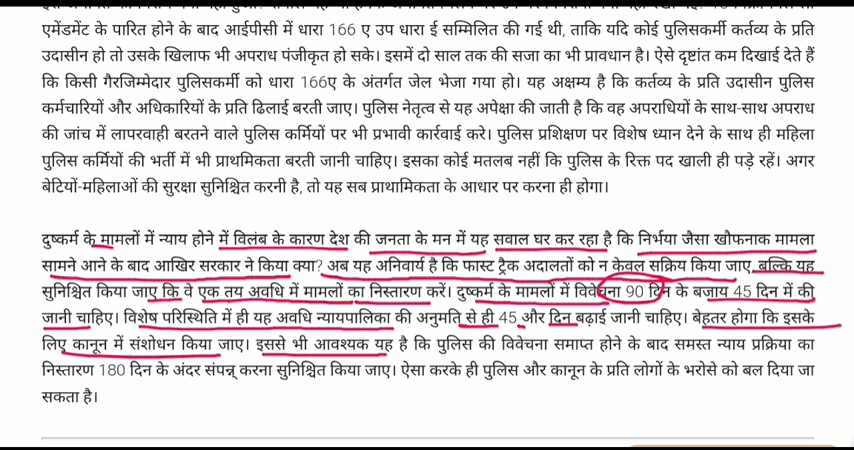 एमेंडमेंट के पारित होने के बाद आईपीसी में धारा 166 ए उप धारा ई सम्मिलित की गई थी, ताकि यदि कोई पुलिसकर्मी कर्तव्य के प्रति
उदासीन हो तो उसके खिलाफ भी अपराध पंजीकृत हो सके। इसमें दो साल तक की सजा का भी प्रावधान है। ऐसे दृष्टांत कम दिखाई देते हैं
कि किसी गैरजिम्मेदार पुलिसकर्मी को धारा 166ए के अंतर्गत जेल भेजा गया हो। यह अक्षम्य है कि कर्तव्य के प्रति उदासीन पुलिस
कर्मचारियों और अधिकारियों के प्रति ढिलाई बरती जाए। पुलिस नेतृत्व से यह अपेक्षा की जाती है कि वह अपराधियों के साथ-साथ अपराध
की जांच में लापरवाही बरतने वाले पुलिस कर्मियों पर भी प्रभावी कार्रवाई करे। पुलिस प्रशिक्षण पर विशेष ध्यान देने के साथ ही महिला
पुलिस कर्मियों की भर्ती में भी प्राथमिकता बरती जानी चाहिए। इसका कोई मतलब नहीं कि पुलिस के रिक्त पद खाली ही पड़े रहें। अगर
बेटियों-महिलाओं की सुरक्षा सुनिश्चित करनी है, तो यह सब प्राथामिकता के आधार पर करना ही होगा।
दुष्कर्म के मामलों में न्याय होने में विलंब के कारण देश की जनता के मन में यह सवाल घर कर रहा है कि निर्भया जैसा खौफनाक मामला
सामने आने के बाद आखिर सरकार ने किया क्या? अब यह अनिवार्य है कि फास्ट ट्रैक अदालतों को न केवल सक्रिय किया जाए, बल्कि यह
सुनिश्चित किया जाए कि वे एक तय अवधि में मामलों का निस्तारण करें। दुष्कर्म के मामलों में विवेचना 90 दिन के बजाय 45 दिन में की
जानी चाहिए। विशेष परिस्थिति में ही यह अवधि न्यायपालिका की अनुमति से ही 45 और दिन बढ़ाई जानी चाहिए। बेहतर होगा कि इसके
लिए कानून में संशोधन किया जाए। इससे भी आवश्यक यह है कि पुलिस की विवेचना समाप्त होने के बाद समस्त न्याय प्रक्रिया का
निस्तारण 180 दिन के अंदर संपन्न् करना सुनिश्चित किया जाए। ऐसा करके ही पुलिस और कानून के प्रति लोगों के भरोसे को बल दिया जा
सकता है।